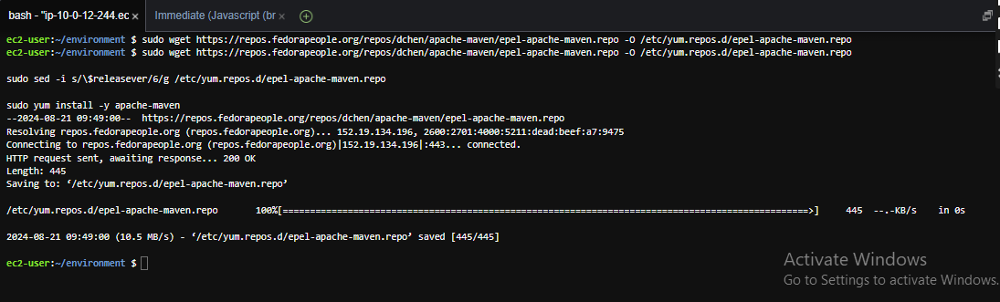 bash - "ip-10-0-12-244.ec
Immediate (Javascript (br
ec2-user:~/environment $ sudo wget https://repos.fedorapeople.org/repos/dchen/apache-maven/epel-apache-maven.repo -O /etc/yum.repos.d/epel-apache-maven.repo
ec2-user:~/environment $ sudo wget https://repos.fedorapeople.org/repos/dchen/apache-maven/epel-apache-maven.repo -O /etc/yum.repos.d/epel-apache-maven.repo
sudo sed -i s/\$releasever/6/g /etc/yum.repos.d/epel-apache-maven.repo
sudo yum install -y apache-maven
--2024-08-21 09:49:00--  https://repos.fedorapeople.org/repos/dchen/apache-maven/epel-apache-maven.repo
Resolving repos.fedorapeople.org (repos.fedorapeople.org)... 152.19.134.196, 2600:2701:4000:5211:dead:beef:a7:9475
Connecting to repos.fedorapeople.org (repos.fedorapeople.org)|152.19.134.196|:443... connected.
HTTP request sent, awaiting response... 200 OK
Length: 445
Saving to: ‘/etc/yum.repos.d/epel-apache-maven.repo’
/etc/yum.repos.d/epel-apache-maven.repo 100%[=================================================================================================>] 445 --.-KB/s in 0s
2024-08-21 09:49:00 (10.5 MB/s) - ‘/etc/yum.repos.d/epel-apache-maven.repo’ saved [445/445]
ec2-user:~/environment $
Activate Windows
Go to Settings to activate Windows.